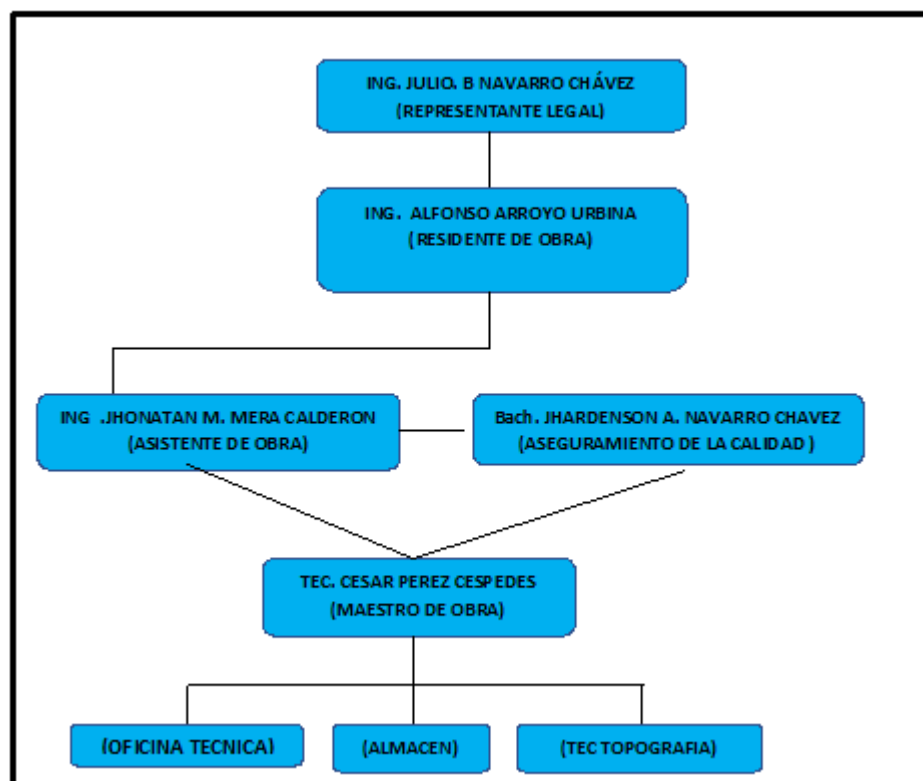 ING. JULIO. B NAVARRO CHÁVEZ
(REPRESENTANTE LEGAL)
ING. ALFONSO ARROYO URBINA
(RESIDENTE DE OBRA)
ING .JHONATAN M. MERA CALDERON
(ASISTENTE DE OBRA)
Bach. JHARDENSON A. NAVARRO CHAVEZ
(ASEGURAMIENTO DE LA CALIDAD )
TEC. CESAR PEREZ CESPEDES
(MAESTRO DE OBRA)
(OFICINA TECNICA)
(ALMACEN)
(TEC TOPOGRAFIA)